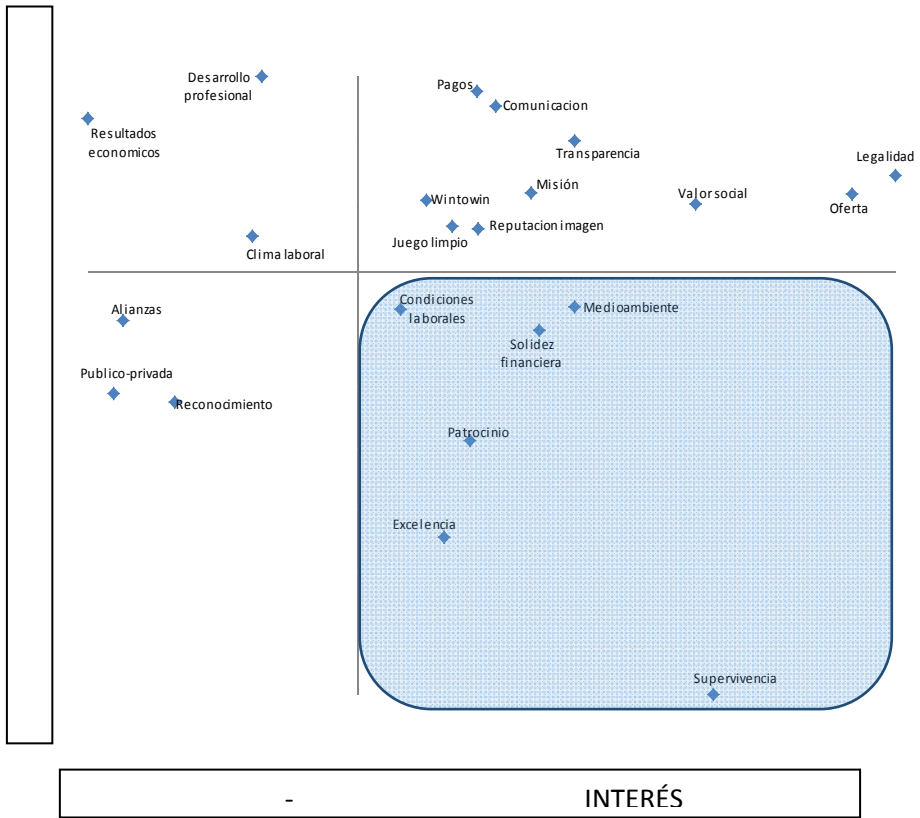 Desarrollo
profesional
Pagos
Comunicacion
Resultados
economicos
Transparencia
Legalidad
Misión
Valor social
Wintowin
Oferta
Reputacion imagen
Juego limpio
Clima laboral
Condiciones
laborales
Medioambiente
Alianzas
Solidez
financiera
Publico-privada
Reconocimiento
Patrocinio
Excelencia
Supervivencia
- INTERÉS